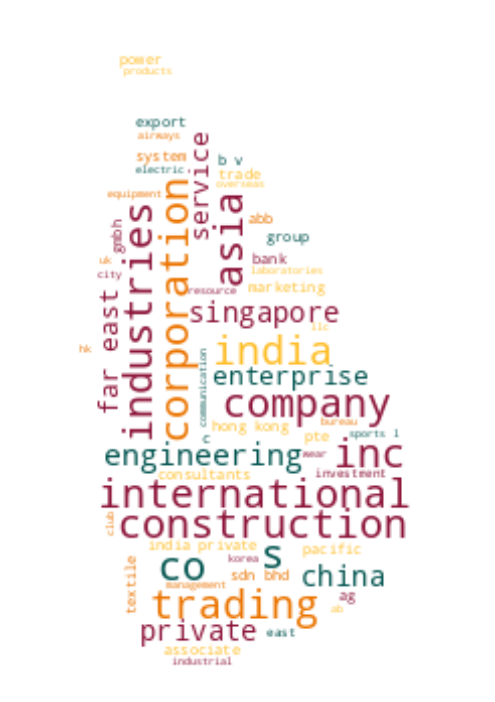 power
products
export
airways
system
electric
service
b v
trade
overseas
equipment
industries
corporation
asia
abb
gmbh
group
uk
city
bank
laboratories
resource
marketing
far east
singapore
llc
hk
india
communication
enterprise
company
hong kong
bureau
c
pte
sports l
engineering
wear
inc
consultants
investment
international
club
construction
india private
pacific
s
korea
co
sdn bhd
china
textile
management
ag
trading
ab
private
east
associate
industrial